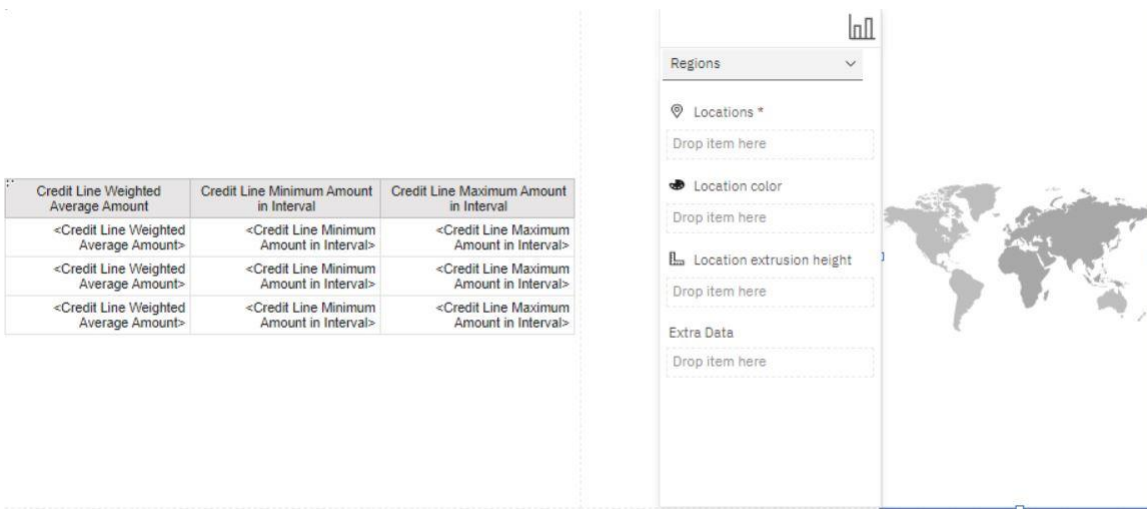 Credit Line Weighted
Average Amount
Credit Line Minimum Amount
in Interval
Credit Line Maximum Amount
in Interval
<Credit Line Weighted
Average Amount>
<Credit Line Minimum
Amount in Interval>
<Credit Line Maximum
Amount in Interval>
<Credit Line Weighted
Average Amount>
<Credit Line Minimum
Amount in Interval>
<Credit Line Maximum
Amount in Interval>
<Credit Line Weighted
Average Amount>
<Credit Line Minimum
Amount in Interval>
<Credit Line Maximum
Amount in Interval>
Regions
Locations *
Drop item here
Location color
Drop item here
Location extrusion height
Drop item here
Extra Data
Drop item here